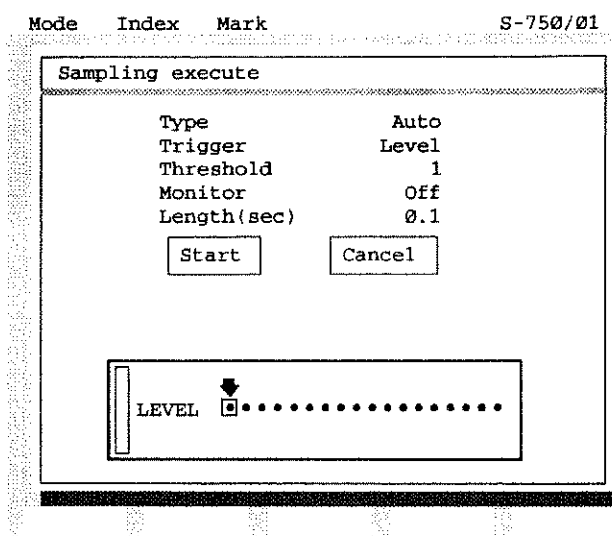 Mode Index Mark S-750/01
Sampling execute
Type Auto
Trigger Level
Threshold 1
Monitor Off
Length(sec) 0.1
Start Cancel
LEVEL